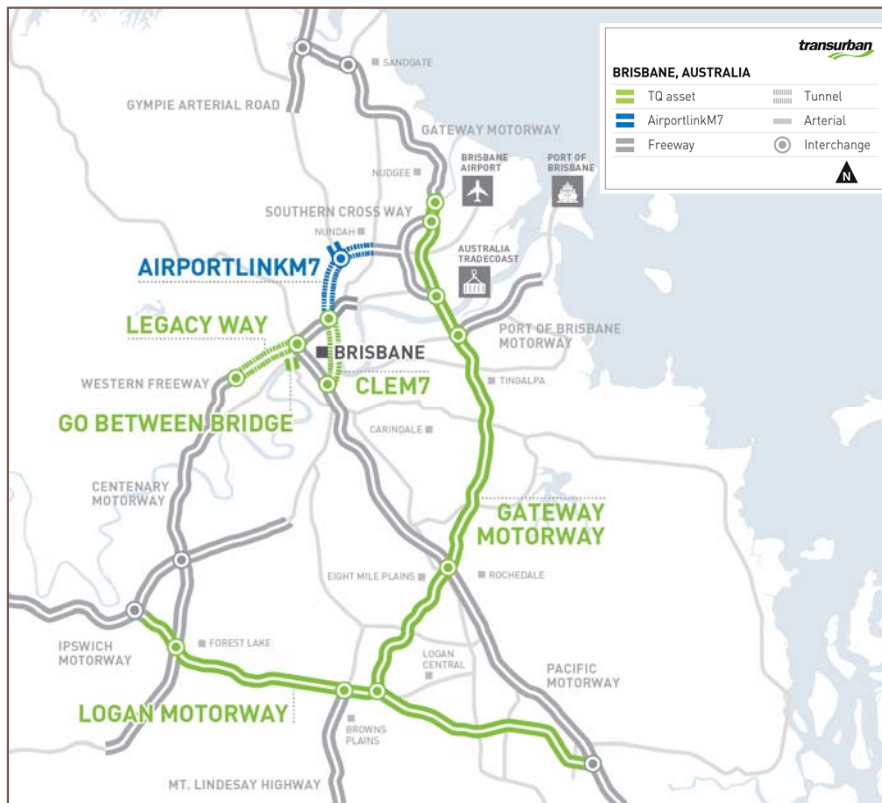 transurban
BRISBANE, AUSTRALIA
TQ asset
Tunnel
AirportlinkM7
Arterial
Freeway
Interchange
N
SANDGATE
GYMPIE ARTERIAL ROAD
GATEWAY MOTORWAY
BRISBANE
AIRPORT
PORT OF
BRISBANE
NUDGEE
SOUTHERN CROSS WAY
NUNDAH
AUSTRALIA
TRADECOAST
AIRPORTLINKM7
LEGACY WAY
PORT OF BRISBANE
MOTORWAY
BRISBANE
WESTERN FREEWAY
CLEM7
TINGALPA
GO BETWEEN BRIDGE
CARINDALE
CENTENARY
MOTORWAY
GATEWAY
MOTORWAY
EIGHT MILE PLAINS
ROCHEDALE
IPSWICH
MOTORWAY
FOREST LAKE
LOGAN
CENTRAL
PACIFIC
MOTORWAY
LOGAN MOTORWAY
BROWNS
PLAINS
MT. LINDESAY HIGHWAY